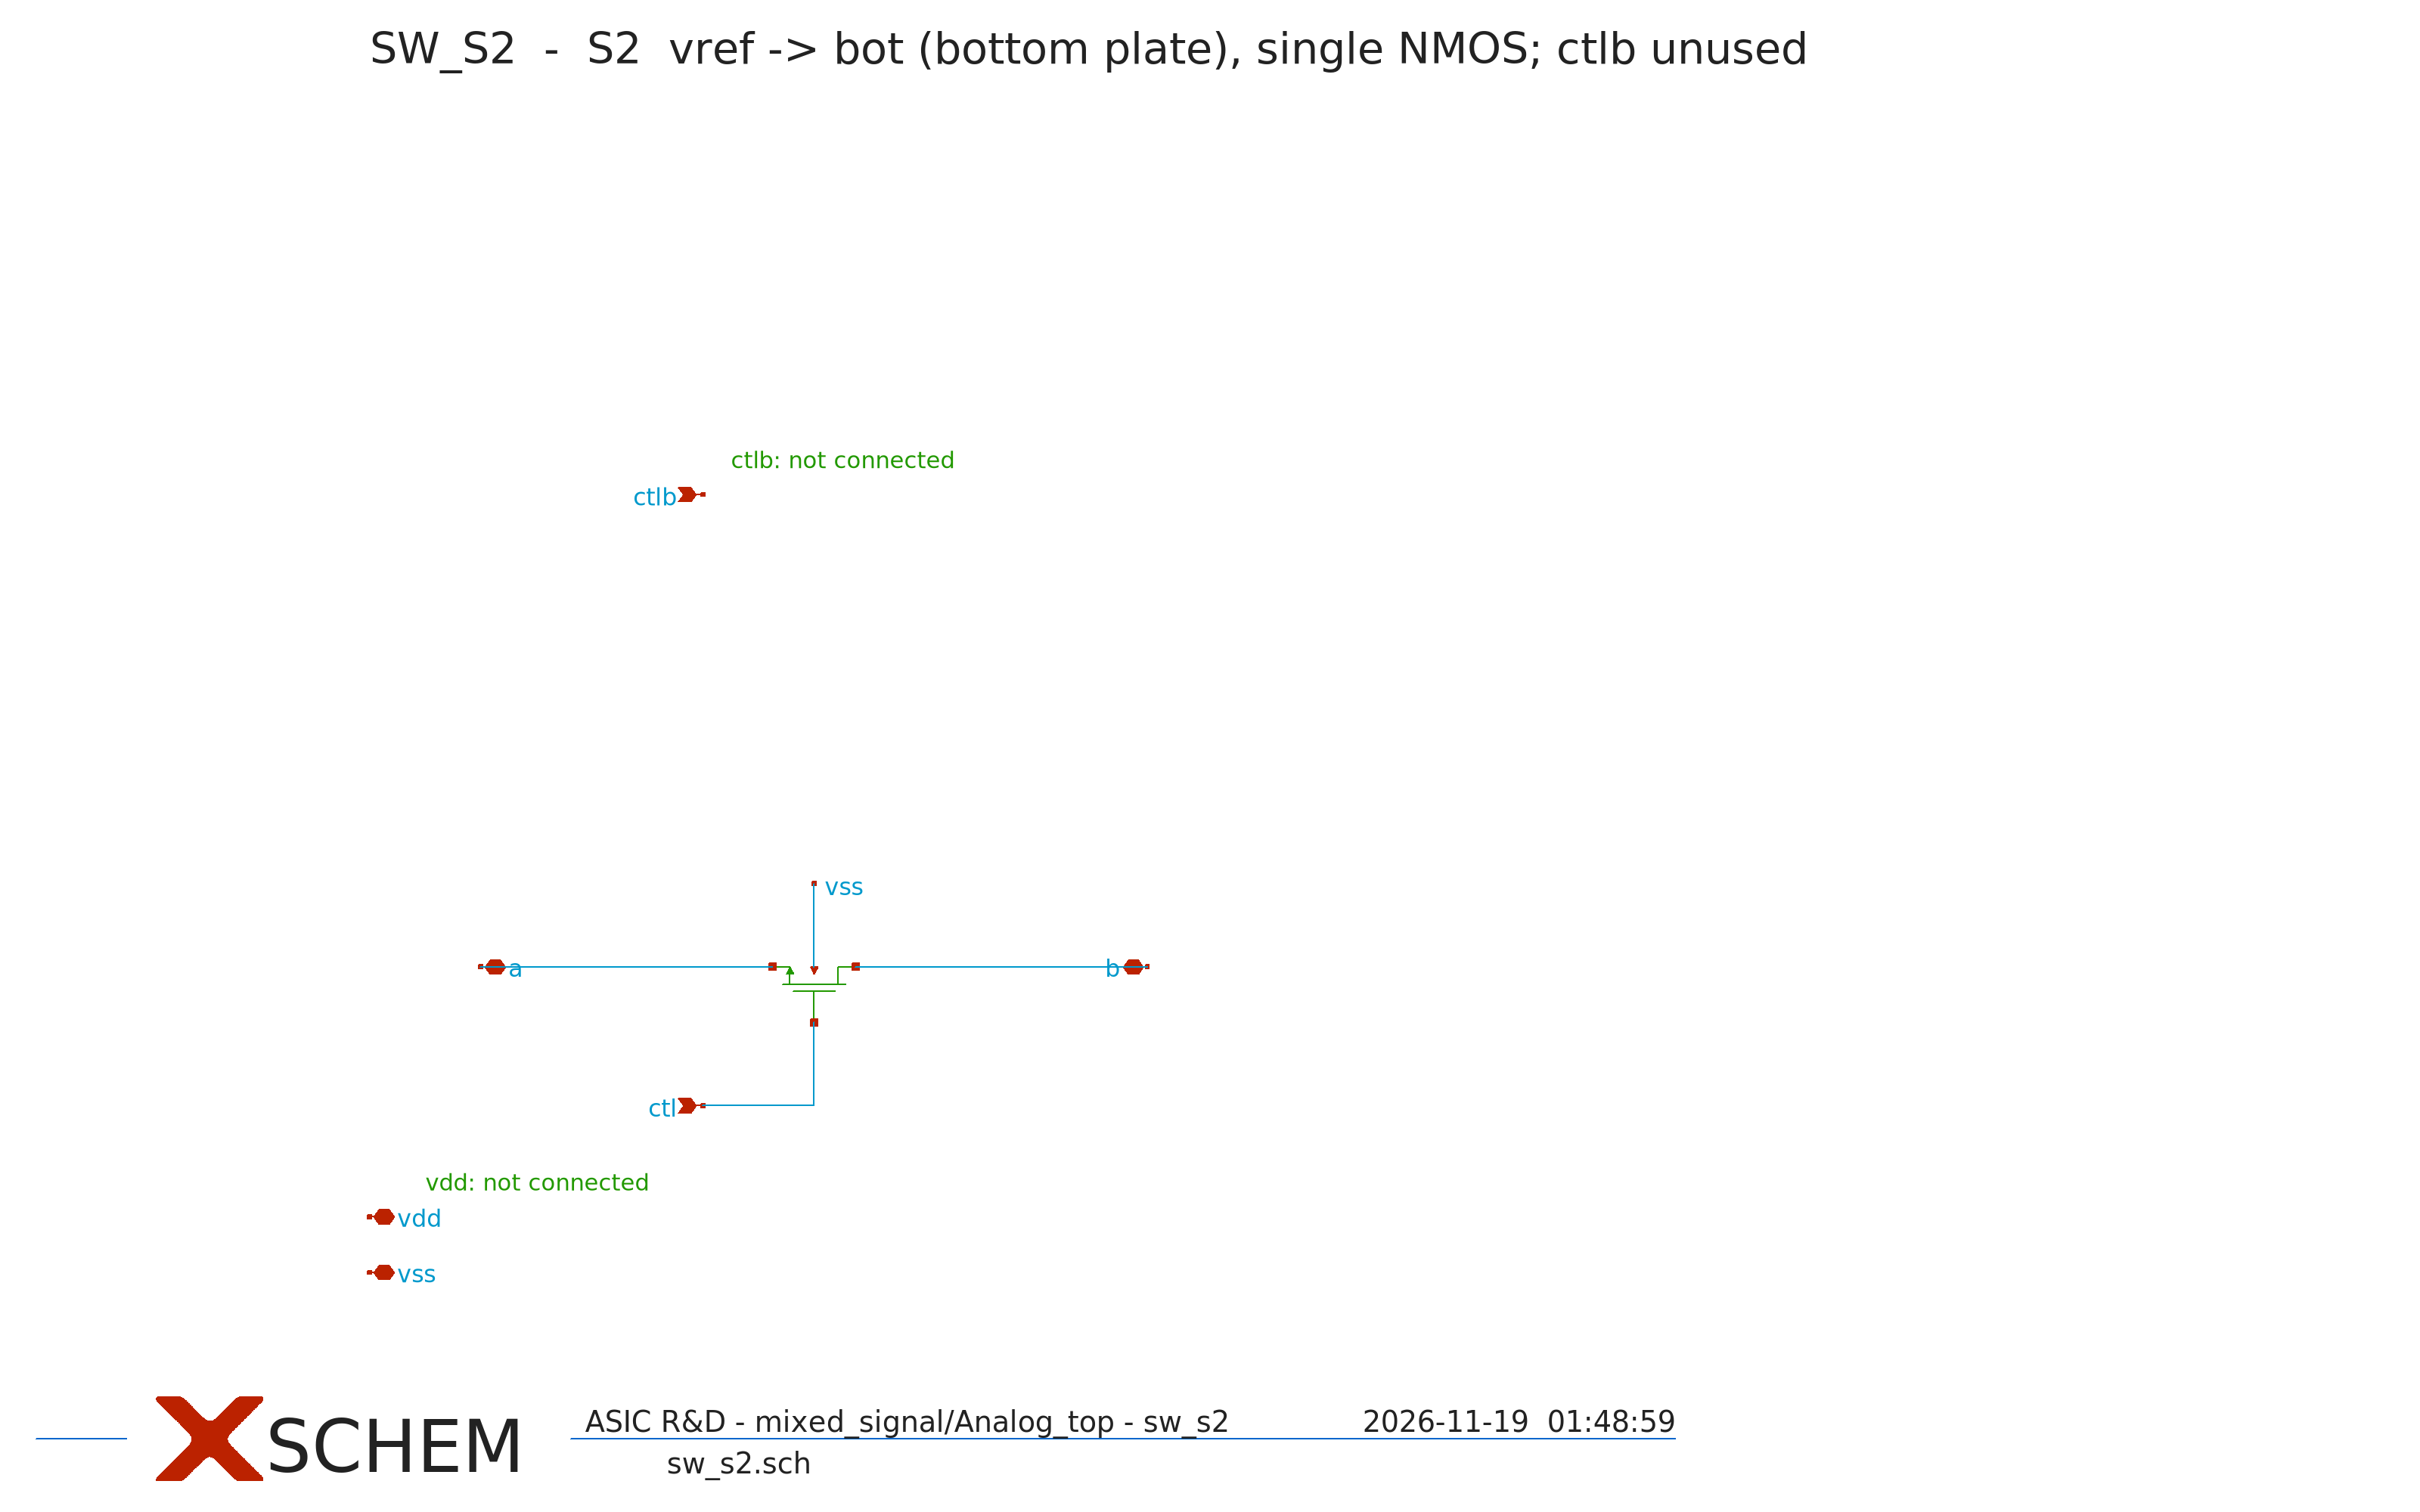 SW_S2 - S2 vref -> bot (bottom plate), single NMOS; ctlb unused
ctlb: not connected
ctlb
vss
a
b
ctl
vdd: not connected
vdd
vss
XSCHEM
ASIC R&D - mixed_signal/Analog_top - sw_s2
2026-11-19 01:48:59
sw_s2.sch